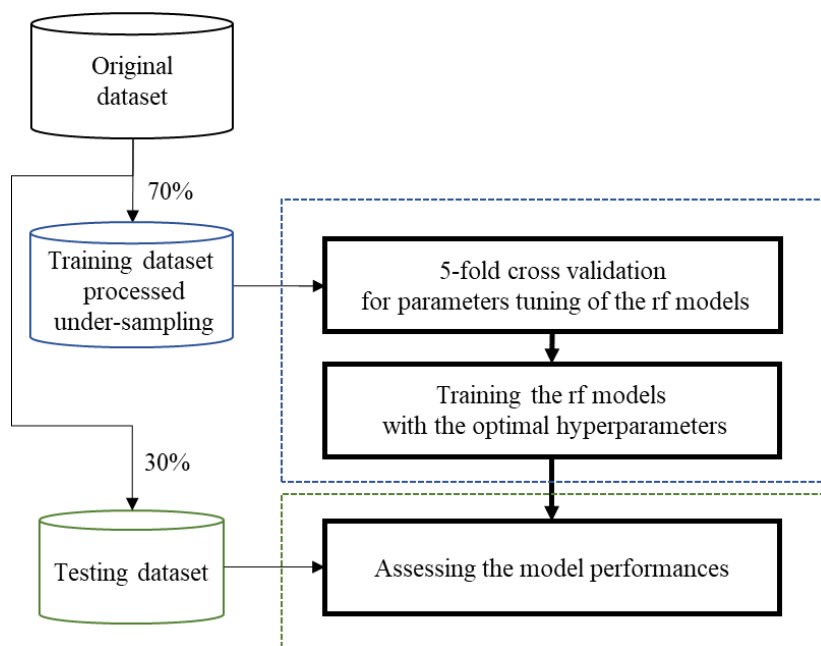 Original
dataset
70%
Training dataset
processed
under-sampling
5-fold cross validation
for parameters tuning of the rf models
Training the rf models
with the optimal hyperparameters
30%
Testing dataset
Assessing the model performances